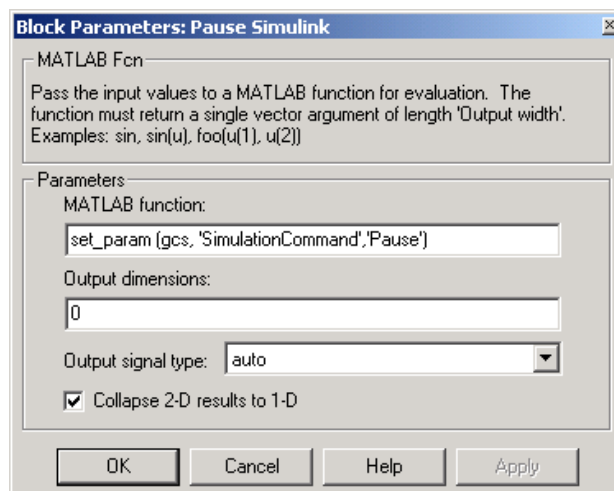 Block Parameters: Pause Simulink
MATLAB Fcn
Pass the input values to a MATLAB function for evaluation. The
function must return a single vector argument of length 'Output width'.
Examples: sin, sin(u), foo(u(1), u(2))
Parameters
MATLAB function:
set_param (gcs, 'SimulationCommand','Pause')
Output dimensions:
0
Output signal type: auto
Collapse 2-D results to 1-D
OK Cancel Help Apply